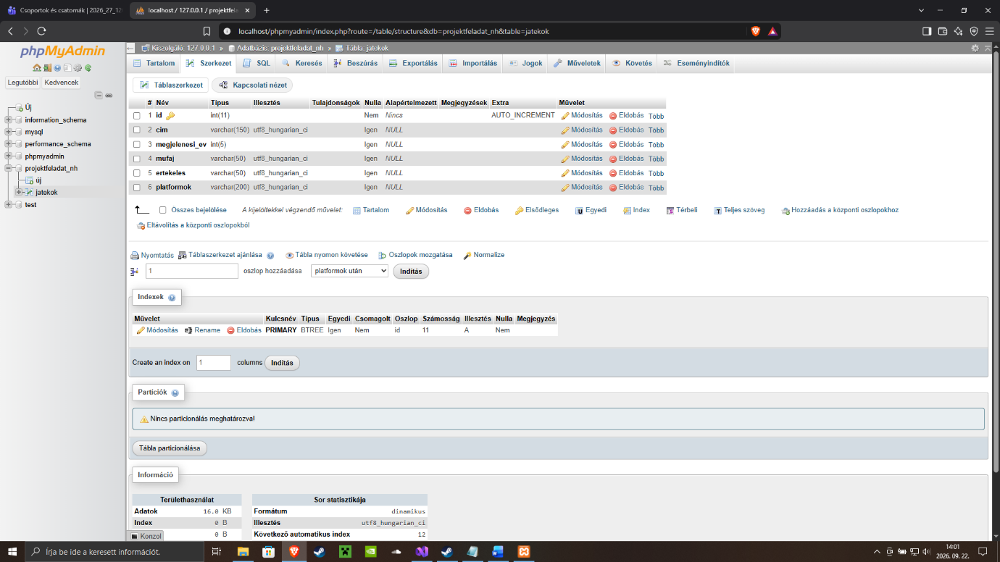 Csoportok és csatornák | 2026_27_12
localhost / 127.0.0.1 / projektfela
localhost/phpmyadmin/index.php?route=/table/structure&db=projektfeladat_nh&table=jatekok
phpMyAdmin
Kiszolgáló: 127.0.0.1 » Adatbázis: projektfeladat_nh » Tábla: jatekok
Tartalom Szerkezet SQL Keresés Beszúrás Exportálás Importálás Jogok Műveletek Követés Eseményindítók
Legutóbbi Kedvencek
Táblaszerkezet Kapcsolati nézet
Új
information_schema
mysql
performance_schema
phpmyadmin
projektfeladat_nh
új
jatekok
test
# Név Típus Illesztés Tulajdonságok Nulla Alapértelmezett Megjegyzések Extra Művelet
1 id int(11) Nem Nincs AUTO_INCREMENT Módosítás Eldobás Több
2 cim varchar(150) utf8_hungarian_ci Igen NULL Módosítás Eldobás Több
3 megjelenesi_ev int(5) Igen NULL Módosítás Eldobás Több
4 mufaj varchar(50) utf8_hungarian_ci Igen NULL Módosítás Eldobás Több
5 ertekeles varchar(50) utf8_hungarian_ci Igen NULL Módosítás Eldobás Több
6 platformok varchar(200) utf8_hungarian_ci Igen NULL Módosítás Eldobás Több
Összes bejelölése A kijelöltekkel végzendő művelet: Tartalom Módosítás Eldobás Elsődleges Egyedi Index Térbeli Teljes szöveg Hozzáadás a központi oszlopokhoz
Eltávolítás a központi oszlopokból
Nyomtatás Táblaszerkezet ajánlása Tábla nyomon követése Oszlopok mozgatása Normalize
1 oszlop hozzáadása platformok után Indítás
Indexek
Művelet Kulcsnév Típus Egyedi Csomagolt Oszlop Számosság Illesztés Nulla Megjegyzés
Módosítás Rename Eldobás PRIMARY BTREE Igen Nem id 11 A Nem
Create an index on 1 columns Indítás
Partíciók
Nincs particionálás meghatározva!
Tábla particionálása
Információ
Területhasználat
Adatok 16.0 KB
Index 0 B
0 B
Sor statisztikája
Formátum dinamikus
Illesztés utf8_hungarian_ci
Következő automatikus index 12
Konzol
Írja be ide a keresett információt.
14:01
2026. 09. 22.